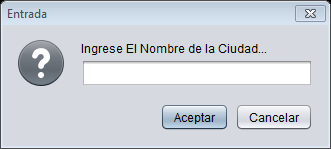 Entrada
Ingrese El Nombre de la Ciudad...
Aceptar
Cancelar